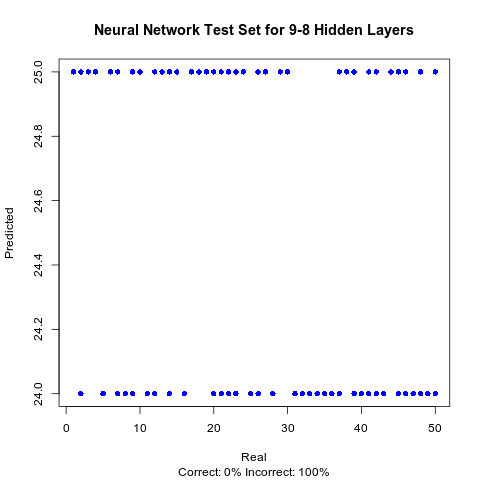 Neural Network Test Set for 9-8 Hidden Layers
25.0
24.8
24.6
24.4
24.2
24.0
Predicted
0 10 20 30 40 50
Real
Correct: 0% Incorrect: 100%